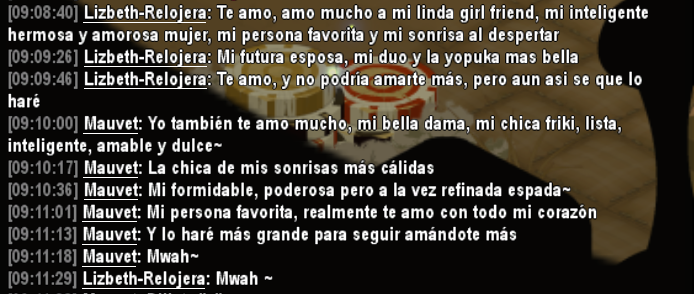 [09:08:40] Lizbeth-Relojera: Te amo, amo mucho a mi linda girl friend, mi inteligente
hermosa y amorosa mujer, mi persona favorita y mi sonrisa al despertar
[09:09:26] Lizbeth-Relojera: Mi futura esposa, mi duo y la yopuka mas bella
[09:09:46] Lizbeth-Relojera: Te amo, y no podría amarte más, pero aun asi se que lo
haré
[09:10:00] Mauvet: Yo también te amo mucho, mi bella dama, mi chica friki, lista,
inteligente, amable y dulce~
[09:10:17] Mauvet: La chica de mis sonrisas más cálidas
[09:10:36] Mauvet: Mi formidable, poderosa pero a la vez refinada espada~
[09:11:01] Mauvet: Mi persona favorita, realmente te amo con todo mi corazón
[09:11:13] Mauvet: Y lo haré más grande para seguir amándote más
[09:11:18] Mauvet: Mwah~
[09:11:29] Lizbeth-Relojera: Mwah ~